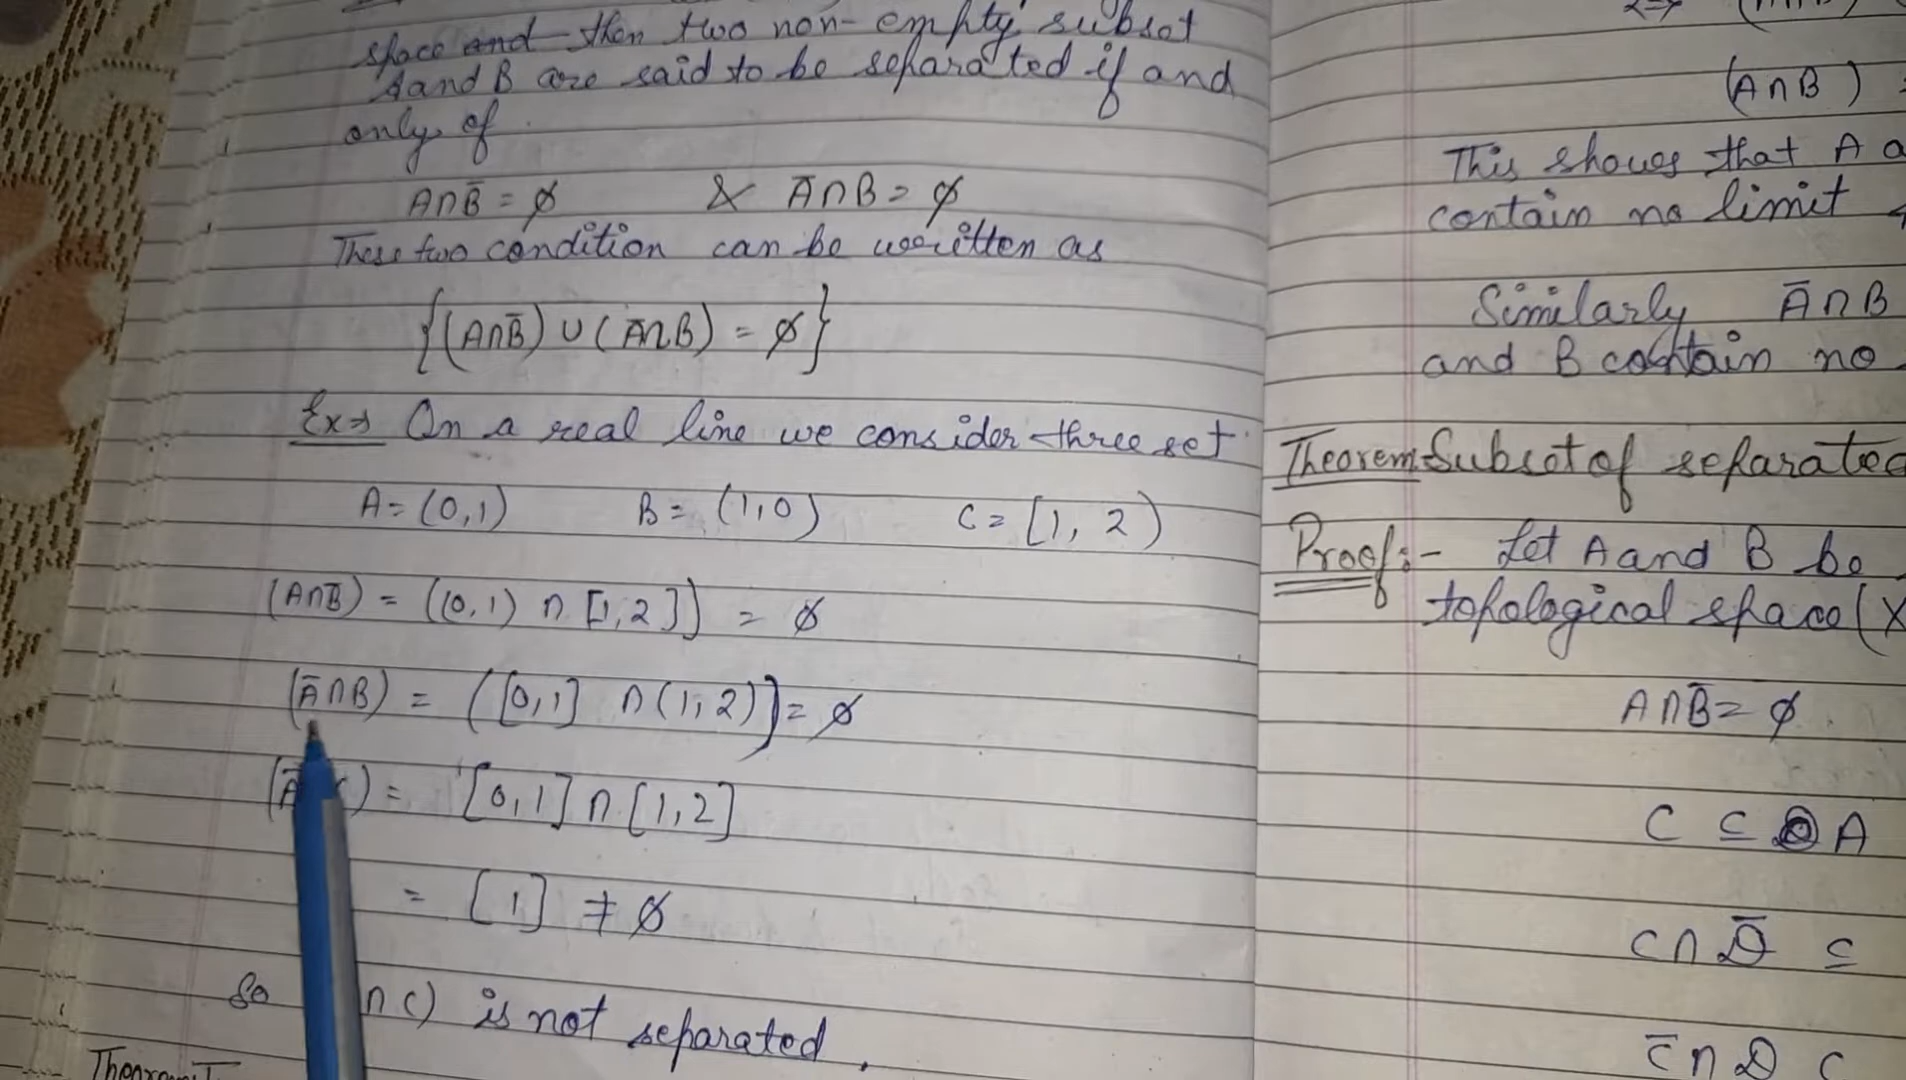 space and then two non-empty subset
A and B are said to be separated if and
only of
A∩B̄ = ∅ & Ā∩B = ∅
These two condition can be written as
{(A∩B̄) ∪ (Ā∩B) = ∅}
Ex→ On a real line we consider three set
A = (0,1) B = (1,0) C = [1, 2)
(A∩B̄) = ((0,1) ∩ [1,2]) = ∅
(Ā∩B) = ([0,1] ∩ (1,2)) = ∅
(Ā ) = [0,1] ∩ [1,2]
= [1] ≠ ∅
So ∩ C) is not separated.
Theorem
(A∩B)
This shows that A a
contain no limit
Similarly Ā∩B
and B contain no
Theorem Subset of separated
Proof:- Let A and B be
topological space (X
A∩B̄ = ∅
C ⊆ A
C∩D̄ ⊆
C̄∩D ⊂